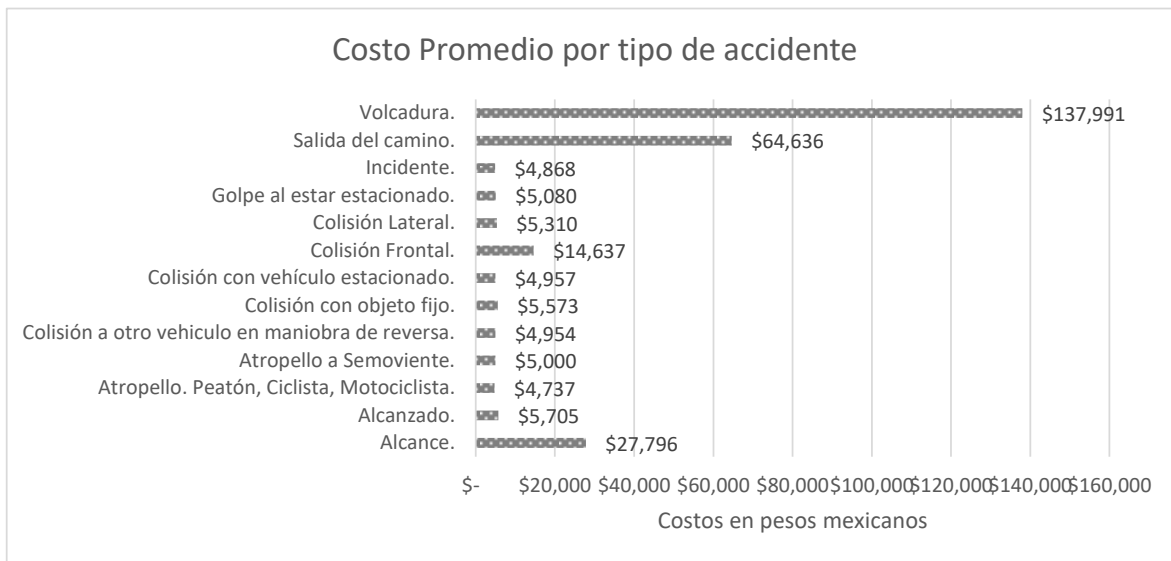 Costo Promedio por tipo de accidente
Volcadura. $137,991
Salida del camino. $64,636
Incidente. $4,868
Golpe al estar estacionado. $5,080
Colisión Lateral. $5,310
Colisión Frontal. $14,637
Colisión con vehículo estacionado. $4,957
Colisión con objeto fijo. $5,573
Colisión a otro vehiculo en maniobra de reversa. $4,954
Atropello a Semoviente. $5,000
Atropello. Peatón, Ciclista, Motociclista. $4,737
Alcanzado. $5,705
Alcance. $27,796
$- $20,000 $40,000 $60,000 $80,000 $100,000 $120,000 $140,000 $160,000
Costos en pesos mexicanos